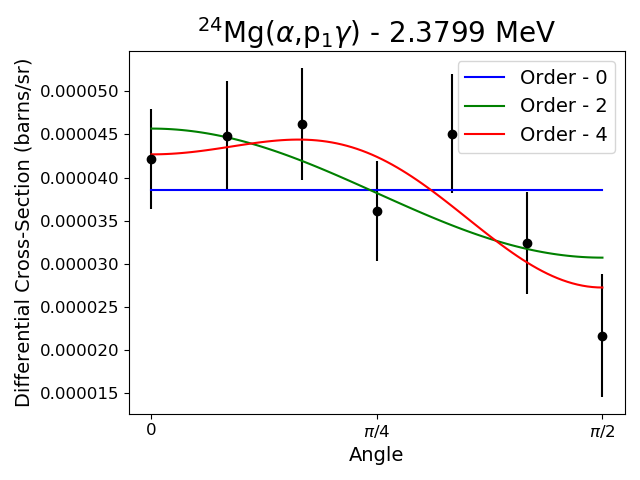 ²⁴Mg(α,p₁γ) - 2.3799 MeV
Order - 0
Order - 2
Order - 4
Differential Cross-Section (barns/sr)
0.000050
0.000045
0.000040
0.000035
0.000030
0.000025
0.000020
0.000015
0
π/4
π/2
Angle